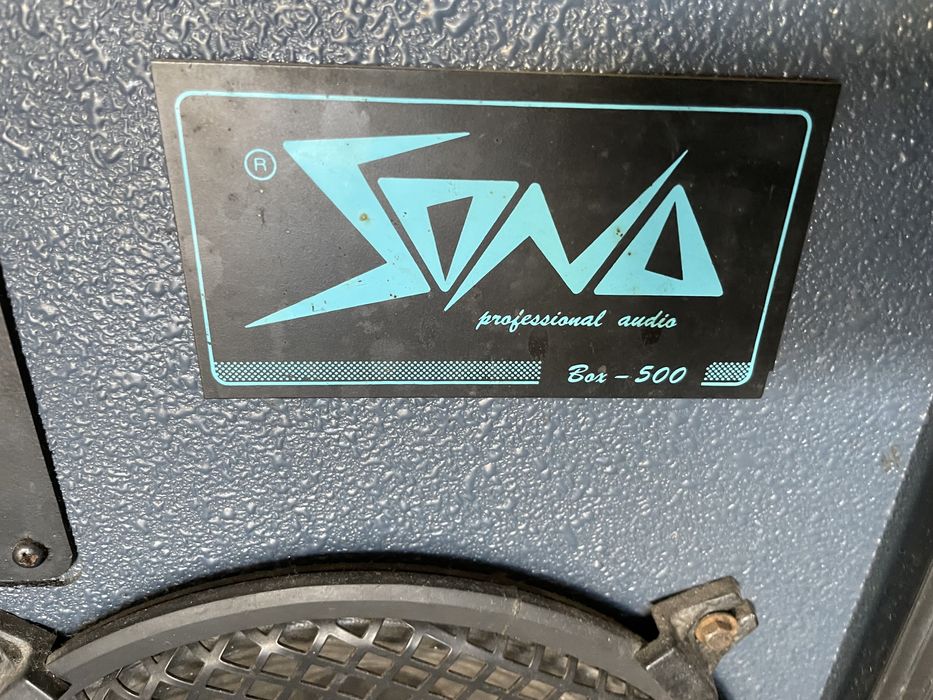 ® SONA
professional audio
Box - 500